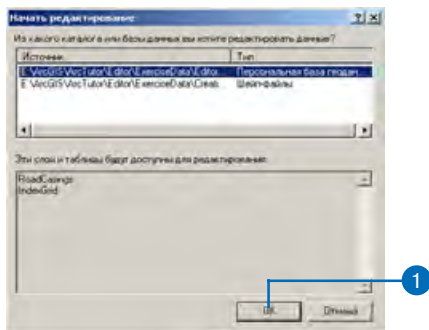 Начать редактирование
Из какого каталога или базы данных вы хотите редактировать данные?
Источник Тип
E:\ArcGIS\ArcTutor\Editor\ExerciseData\Editor... Персональная база геодан...
E:\ArcGIS\ArcTutor\Editor\ExerciseData\Creat... Шейп-файлы
Эти слои и таблицы будут доступны для редактирования:
RoadCasings
IndexGrid
OK Отмена
1